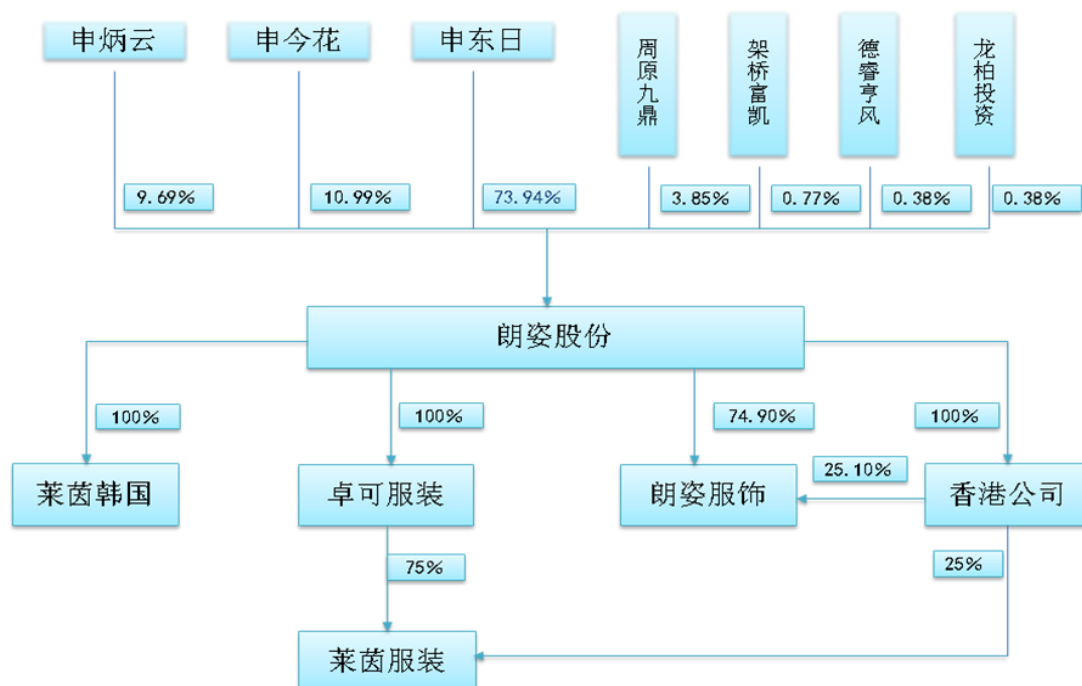 申炳云
申今花
申东日
周原九鼎
架桥富凯
德睿亨风
龙柏投资
9.69%
10.99%
73.94%
3.85%
0.77%
0.38%
0.38%
朗姿股份
100%
100%
74.90%
100%
25.10%
莱茵韩国
卓可服装
朗姿服饰
香港公司
75%
25%
莱茵服装